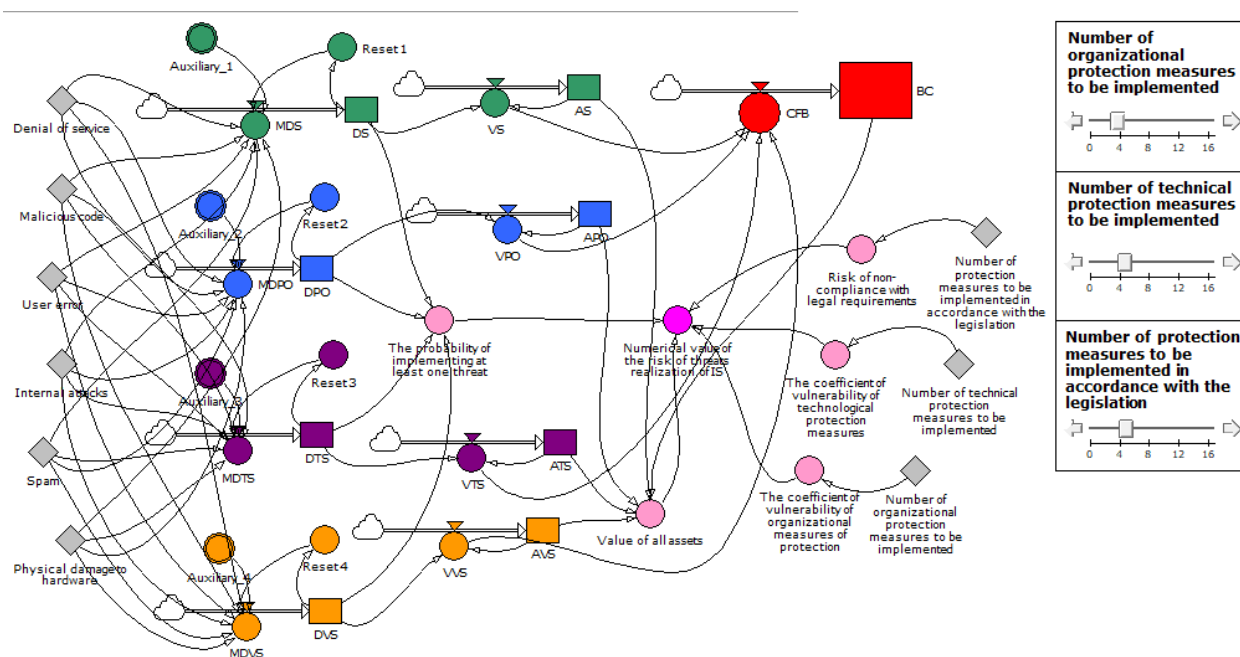 Auxiliary_1
Reset1
Denial of service
MDS
DS
VS
AS
CFB
BC
Malicious code
Auxiliary_2
Reset2
User error
MDPO
DPO
VPO
APO
Risk of non-
compliance with
legal requirements
Number of
protection
measures to be
implemented in
accordance with the
legislation
The probability of
implementing at
least one threat
Numerical value of
the risk of threats
realization of IS
Internal attacks
Auxiliary_3
Reset3
The coefficient of
vulnerability of
technological
protection
measures
Number of technical
protection
measures to be
implemented
Spam
MDTS
DTS
VTS
ATS
The coefficient of
vulnerability of
organizational
measures of
protection
Number of
organizational
protection
measures to be
implemented
Value of all assets
Physical damage to
hardware
Auxiliary_4
Reset4
MDVS
DVS
VVS
AVS
Number of
organizational
protection measures
to be implemented
0 4 8 12 16
Number of technical
protection measures
to be implemented
0 4 8 12 16
Number of protection
measures to be
implemented in
accordance with the
legislation
0 4 8 12 16